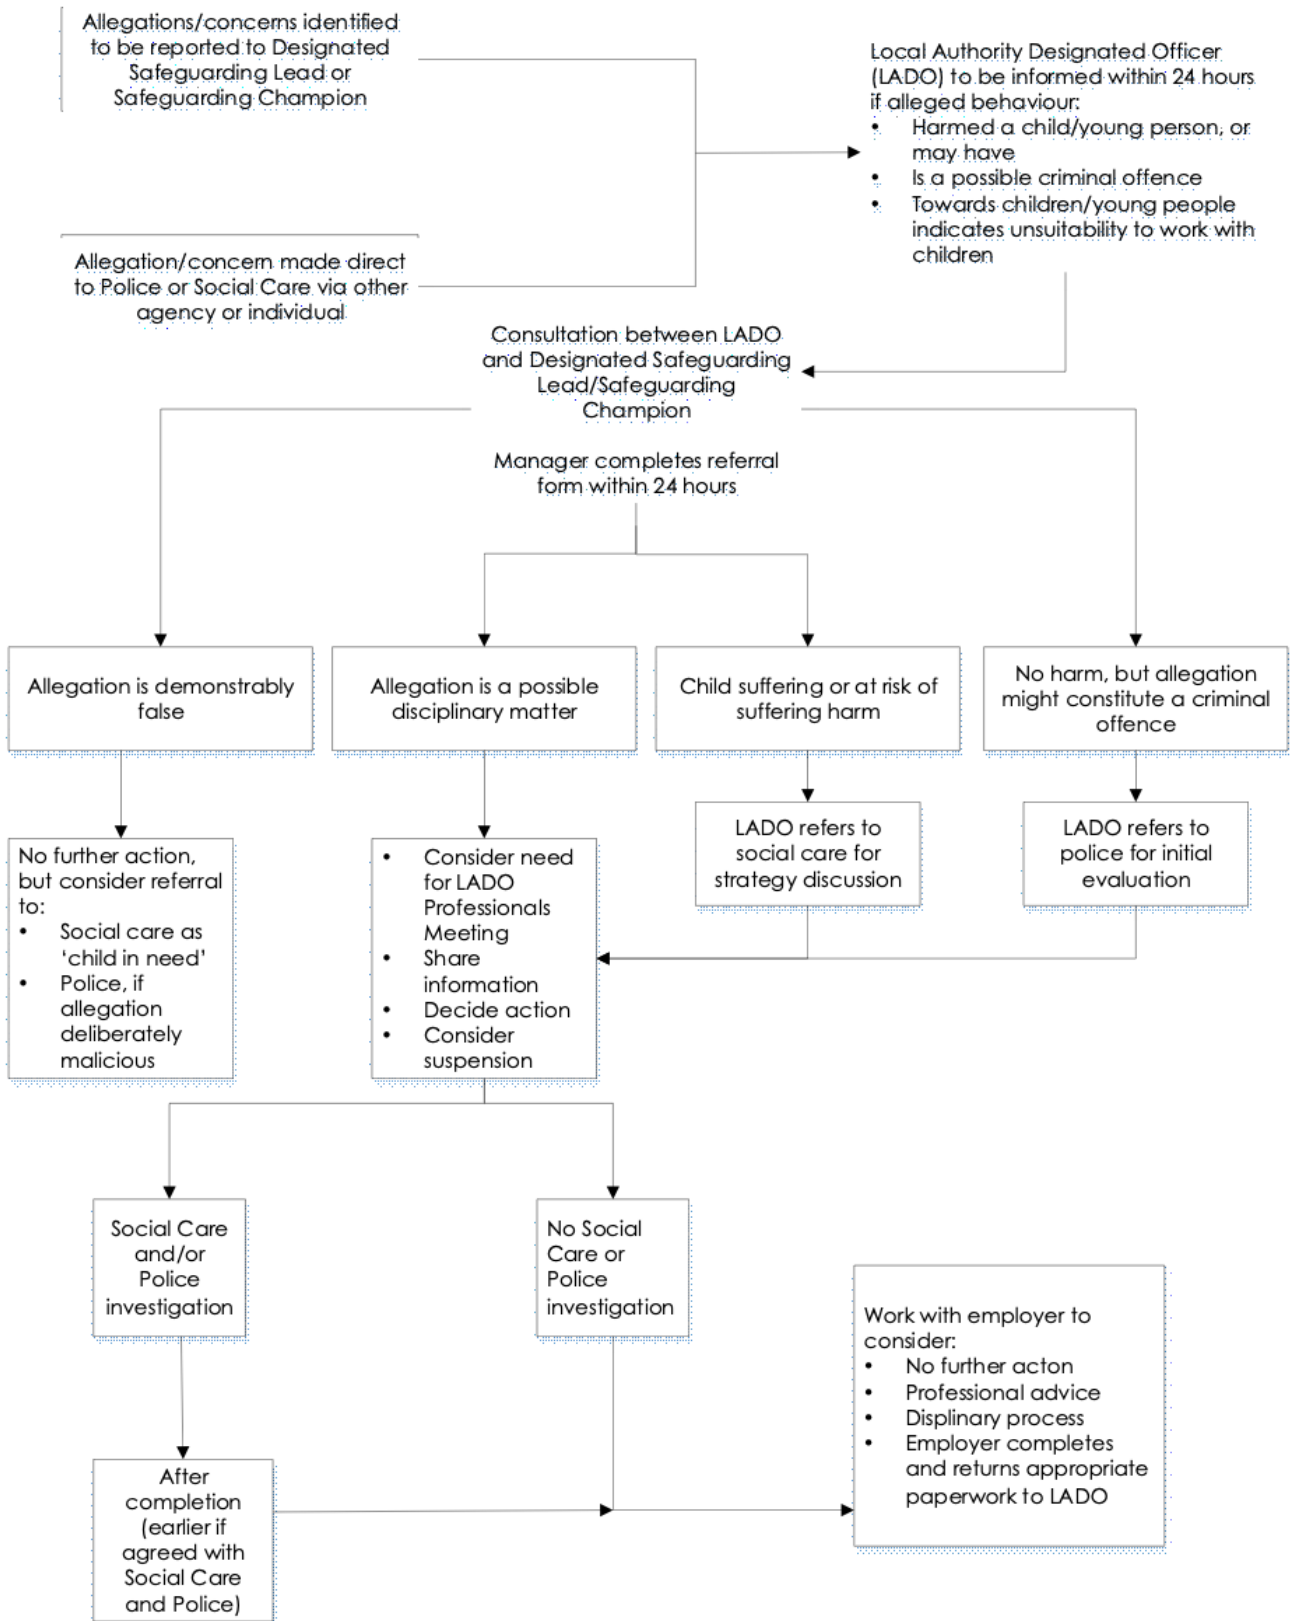 Allegations/concerns identified
to be reported to Designated
Safeguarding Lead or
Safeguarding Champion
Local Authority Designated Officer
(LADO) to be informed within 24 hours
if alleged behaviour:
• Harmed a child/young person, or
may have
• Is a possible criminal offence
• Towards children/young people
indicates unsuitability to work with
children
Allegation/concern made direct
to Police or Social Care via other
agency or individual
Consultation between LADO
and Designated Safeguarding
Lead/Safeguarding
Champion
Manager completes referral
form within 24 hours
Allegation is demonstrably
false
Allegation is a possible
disciplinary matter
Child suffering or at risk of
suffering harm
No harm, but allegation
might constitute a criminal
offence
No further action,
but consider referral
to:
• Social care as
‘child in need’
• Police, if
allegation
deliberately
malicious
• Consider need
for LADO
Professionals
Meeting
• Share
information
• Decide action
• Consider
suspension
LADO refers to
social care for
strategy discussion
LADO refers to
police for initial
evaluation
Social Care
and/or
Police
investigation
No Social
Care or
Police
investigation
Work with employer to
consider:
• No further acton
• Professional advice
• Displinary process
• Employer completes
and returns appropriate
paperwork to LADO
After
completion
(earlier if
agreed with
Social Care
and Police)